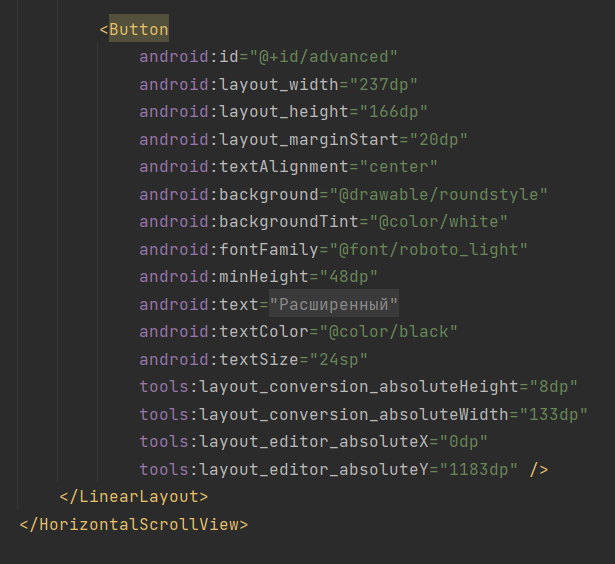 <Button
android:id="@+id/advanced"
android:layout_width="237dp"
android:layout_height="166dp"
android:layout_marginStart="20dp"
android:textAlignment="center"
android:background="@drawable/roundstyle"
android:backgroundTint="@color/white"
android:fontFamily="@font/roboto_light"
android:minHeight="48dp"
android:text="Расширенный"
android:textColor="@color/black"
android:textSize="24sp"
tools:layout_conversion_absoluteHeight="8dp"
tools:layout_conversion_absoluteWidth="133dp"
tools:layout_editor_absoluteX="0dp"
tools:layout_editor_absoluteY="1183dp" />
</LinearLayout>
</HorizontalScrollView>